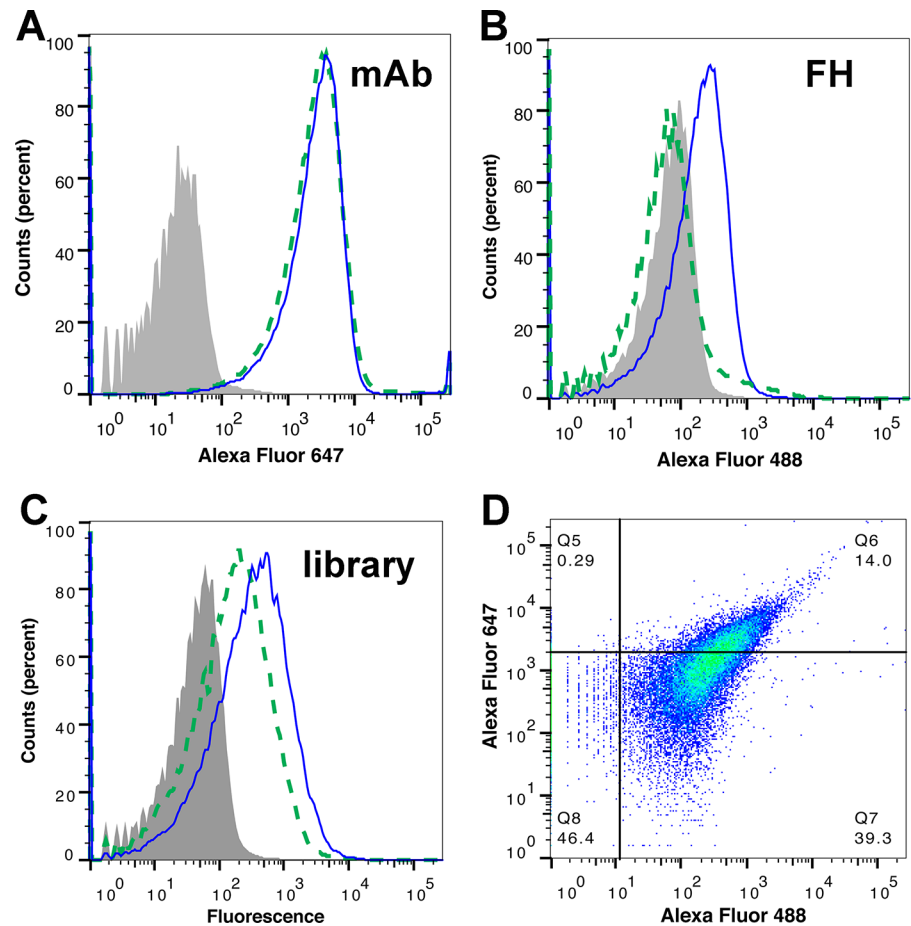 A
mAb
100
80
60
40
20
0
Counts (percent)
10^0 10^1 10^2 10^3 10^4 10^5
Alexa Fluor 647
B
FH
100
80
60
40
20
0
Counts (percent)
10^0 10^1 10^2 10^3 10^4 10^5
Alexa Fluor 488
C
library
100
80
60
40
20
0
Counts (percent)
10^0 10^1 10^2 10^3 10^4 10^5
Fluorescence
D
Q5
0.29
Q6
14.0
Q8
46.4
Q7
39.3
10^5
10^4
10^3
10^2
10^1
10^0
Alexa Fluor 647
10^0 10^1 10^2 10^3 10^4 10^5
Alexa Fluor 488